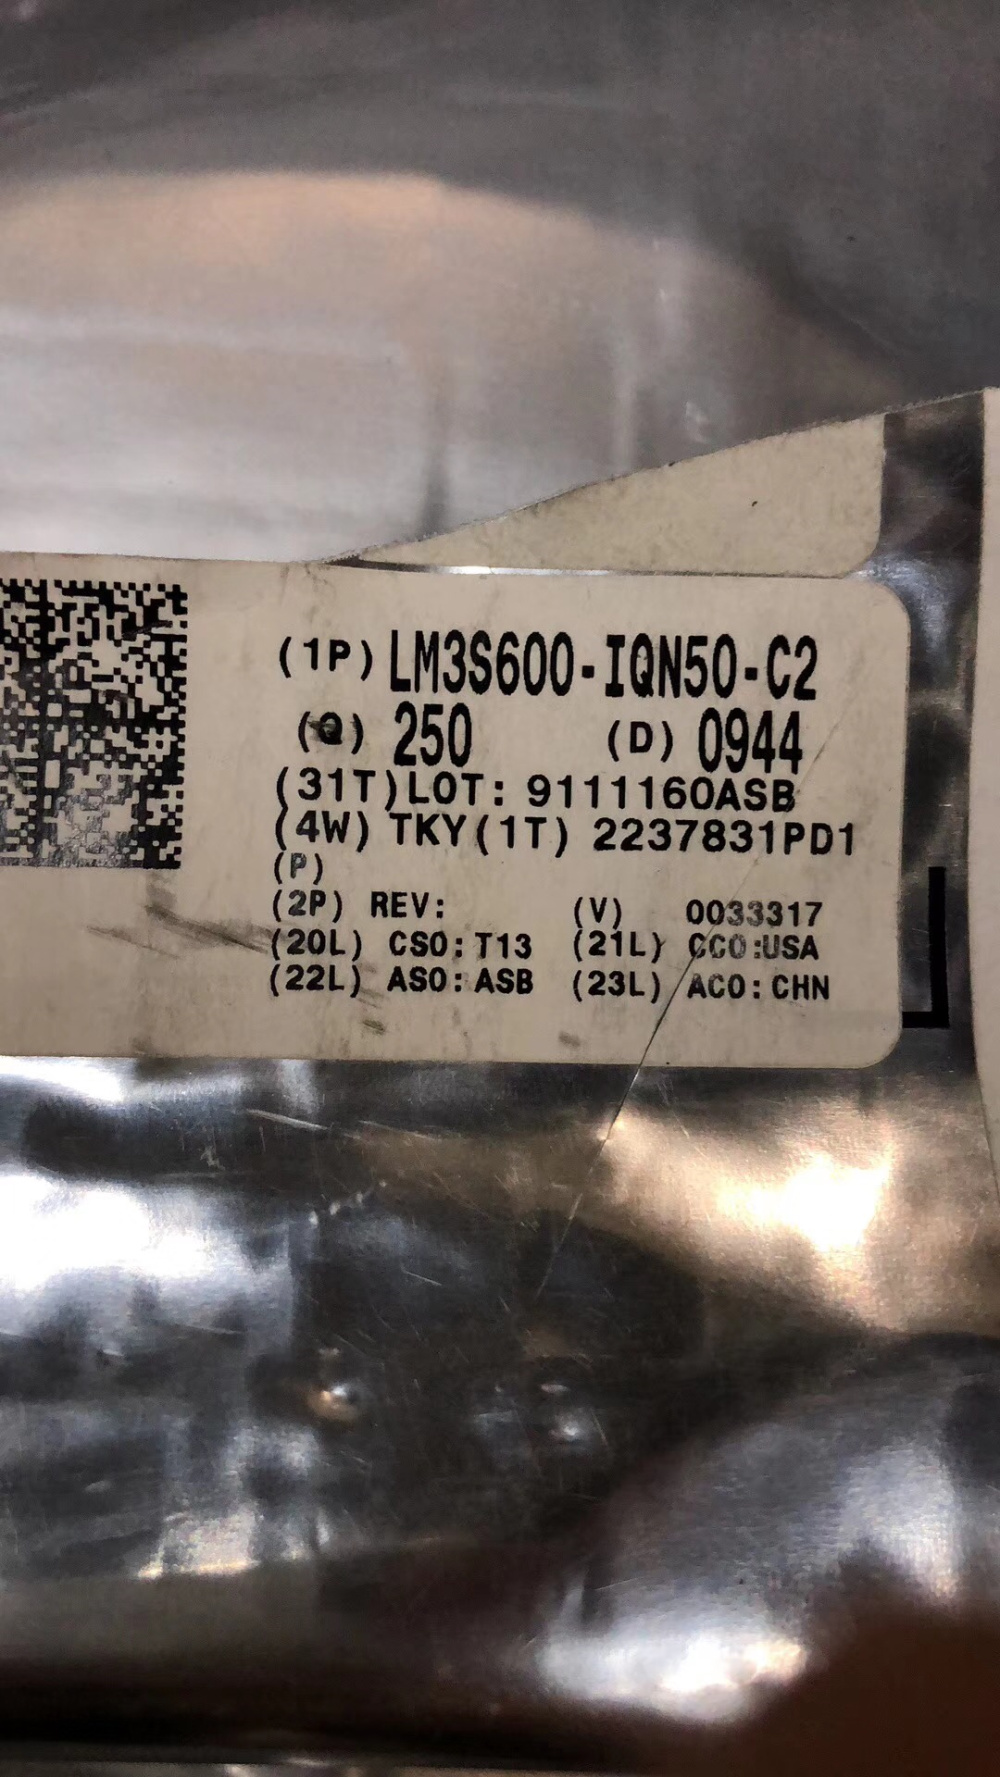 (1P) LM3S600-IQN50-C2
(Q) 250 (D) 0944
(31T)LOT: 9111160ASB
(4W) TKY(1T) 2237831PD1
(P)
(2P) REV: (V) 0033317
(20L) CSO:T13 (21L) CCO:USA
(22L) ASO:ASB (23L) ACO:CHN